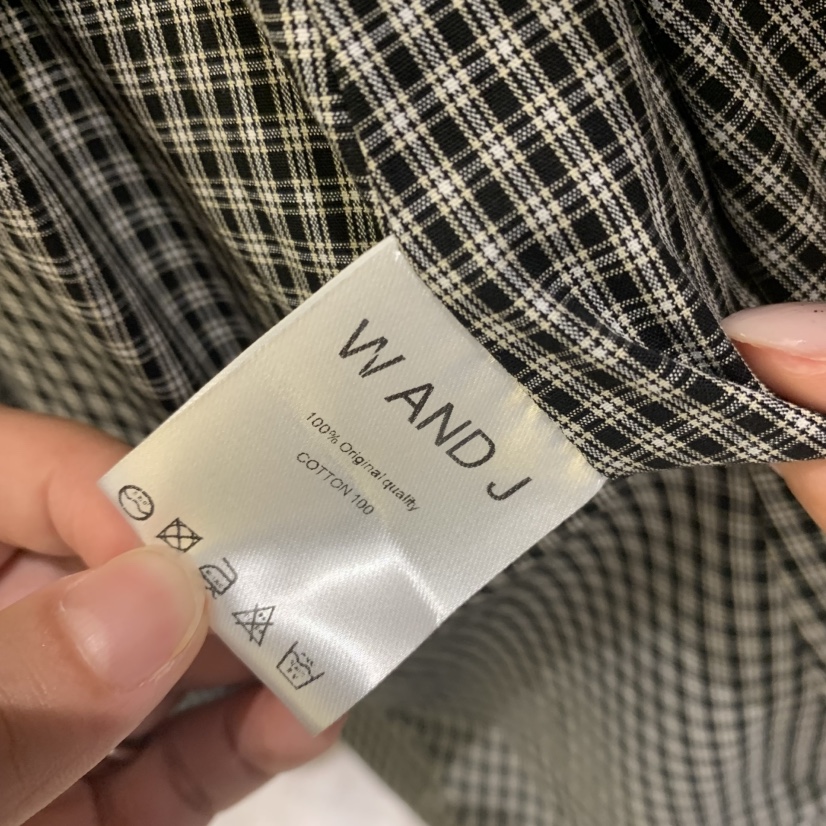 W AND J
100% Original quality
COTTON 100